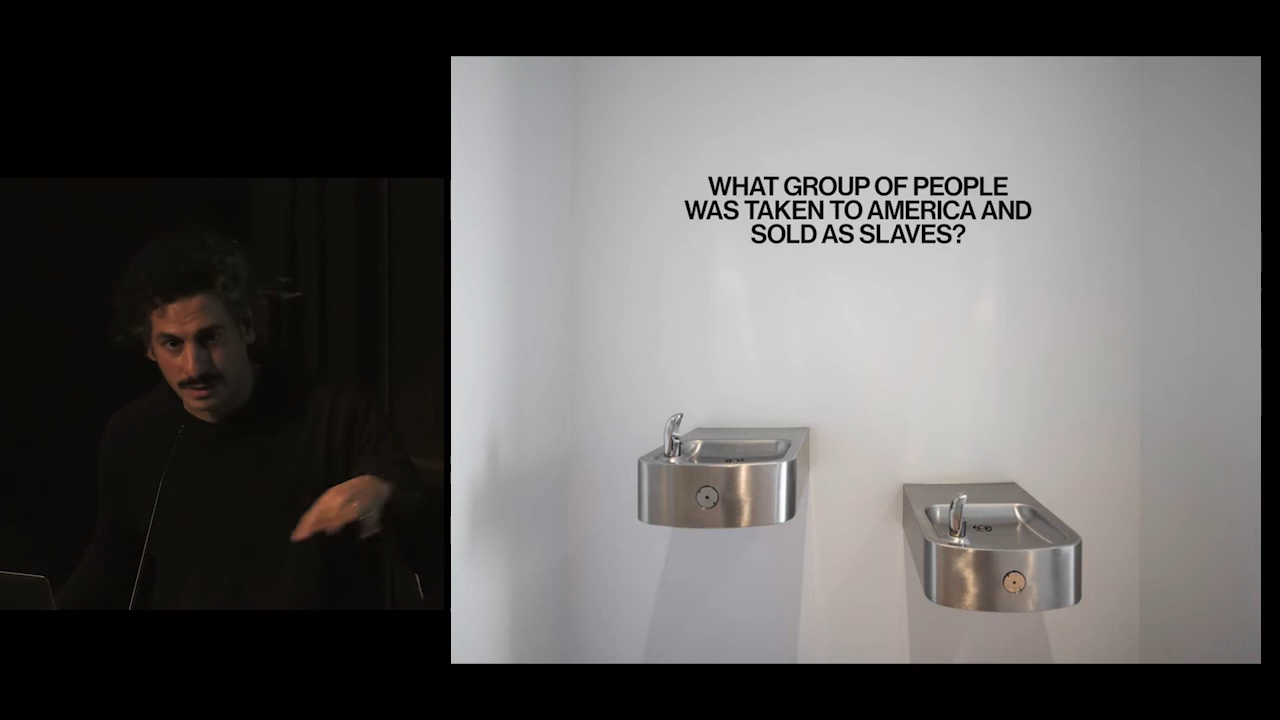 WHAT GROUP OF PEOPLE
WAS TAKEN TO AMERICA AND
SOLD AS SLAVES?